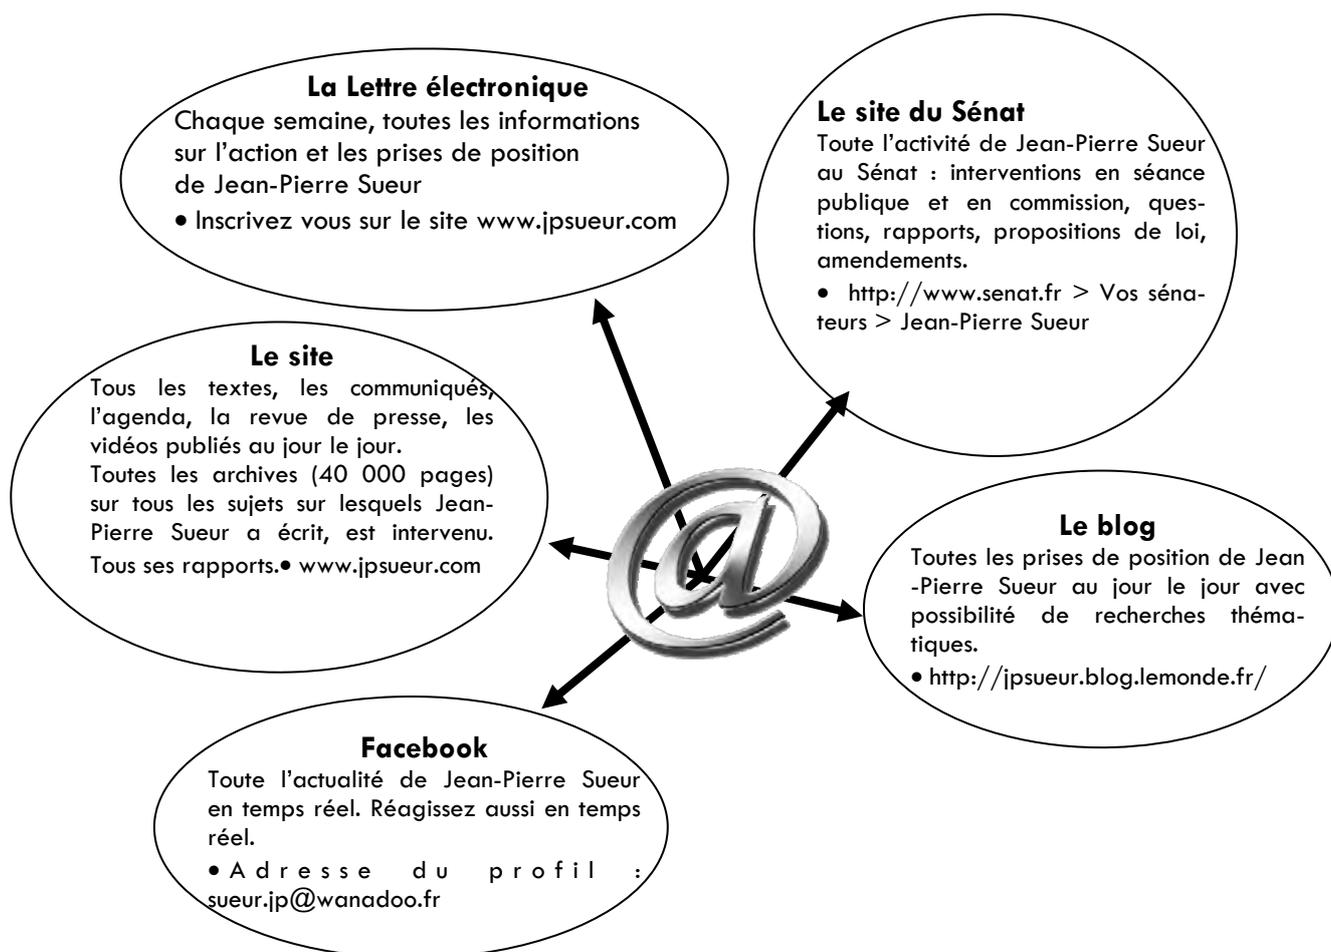 La Lettre électronique
Chaque semaine, toutes les informations
sur l'action et les prises de position
de Jean-Pierre Sueur
• Inscrivez vous sur le site www.jpsueur.com
Le site du Sénat
Toute l'activité de Jean-Pierre Sueur
au Sénat : interventions en séance
publique et en commission, ques-
tions, rapports, propositions de loi,
amendements.
• http://www.senat.fr > Vos séna-
teurs > Jean-Pierre Sueur
Le site
Tous les textes, les communiqués,
l'agenda, la revue de presse, les
vidéos publiés au jour le jour.
Toutes les archives (40 000 pages)
sur tous les sujets sur lesquels Jean-
Pierre Sueur a écrit, est intervenu.
Tous ses rapports.• www.jpsueur.com
@
Le blog
Toutes les prises de position de Jean
-Pierre Sueur au jour le jour avec
possibilité de recherches théma-
tiques.
• http://jpsueur.blog.lemonde.fr/
Facebook
Toute l'actualité de Jean-Pierre Sueur
en temps réel. Réagissez aussi en temps
réel.
• Adresse du profil :
sueur.jp@wanadoo.fr